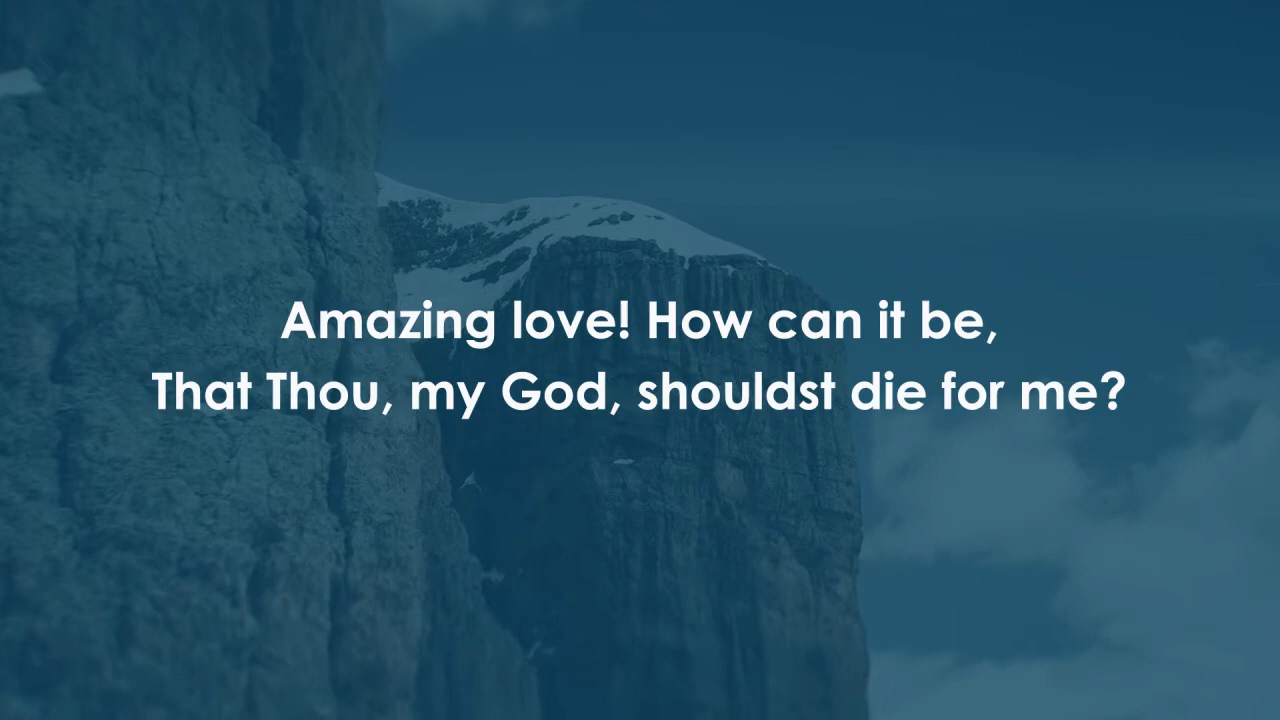 Amazing love! How can it be,
That Thou, my God, shouldst die for me?